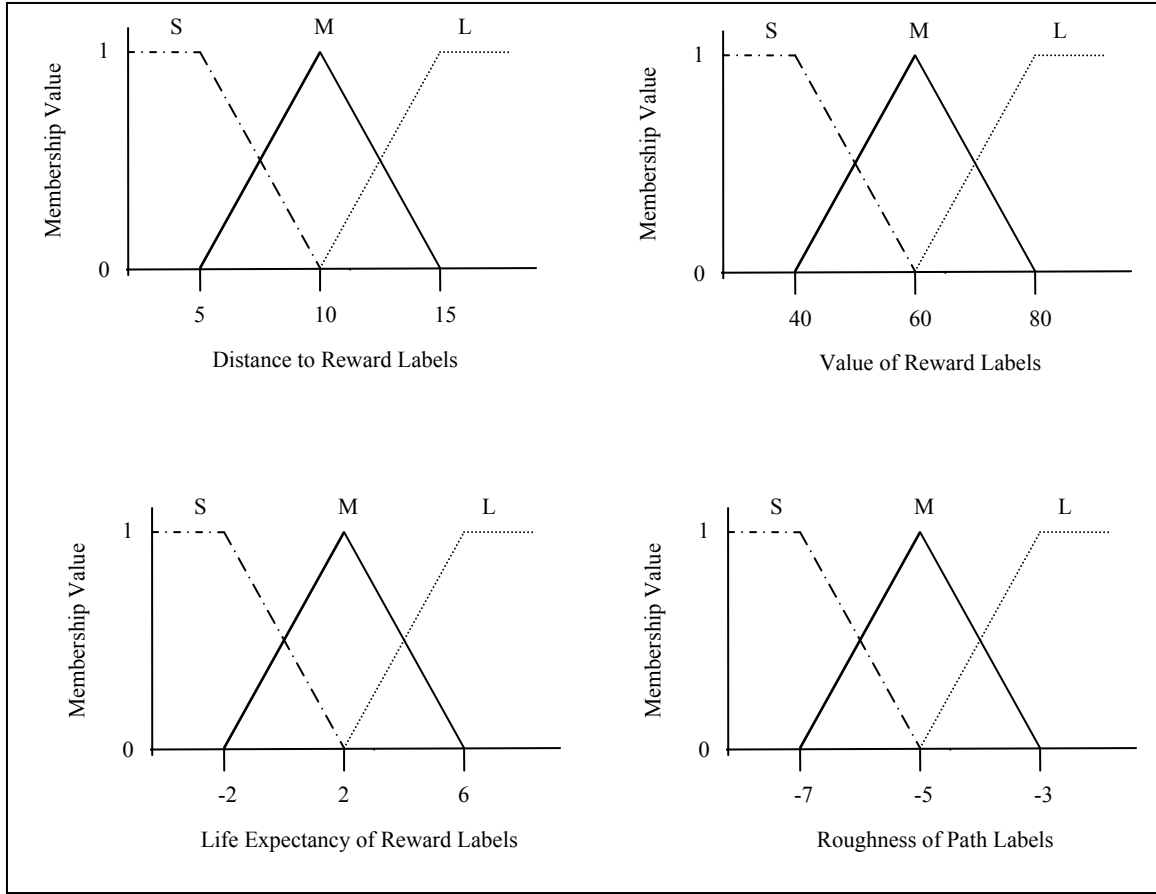 S M L
1
Membership Value
0
5 10 15
Distance to Reward Labels
S M L
1
Membership Value
0
40 60 80
Value of Reward Labels
S M L
1
Membership Value
0
-2 2 6
Life Expectancy of Reward Labels
S M L
1
Membership Value
0
-7 -5 -3
Roughness of Path Labels